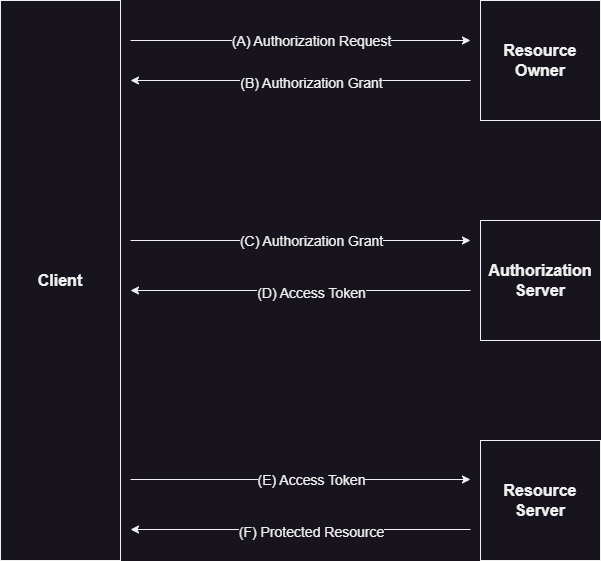 (A) Authorization Request
Resource
Owner
(B) Authorization Grant
(C) Authorization Grant
Client
Authorization
Server
(D) Access Token
(E) Access Token
Resource
Server
(F) Protected Resource